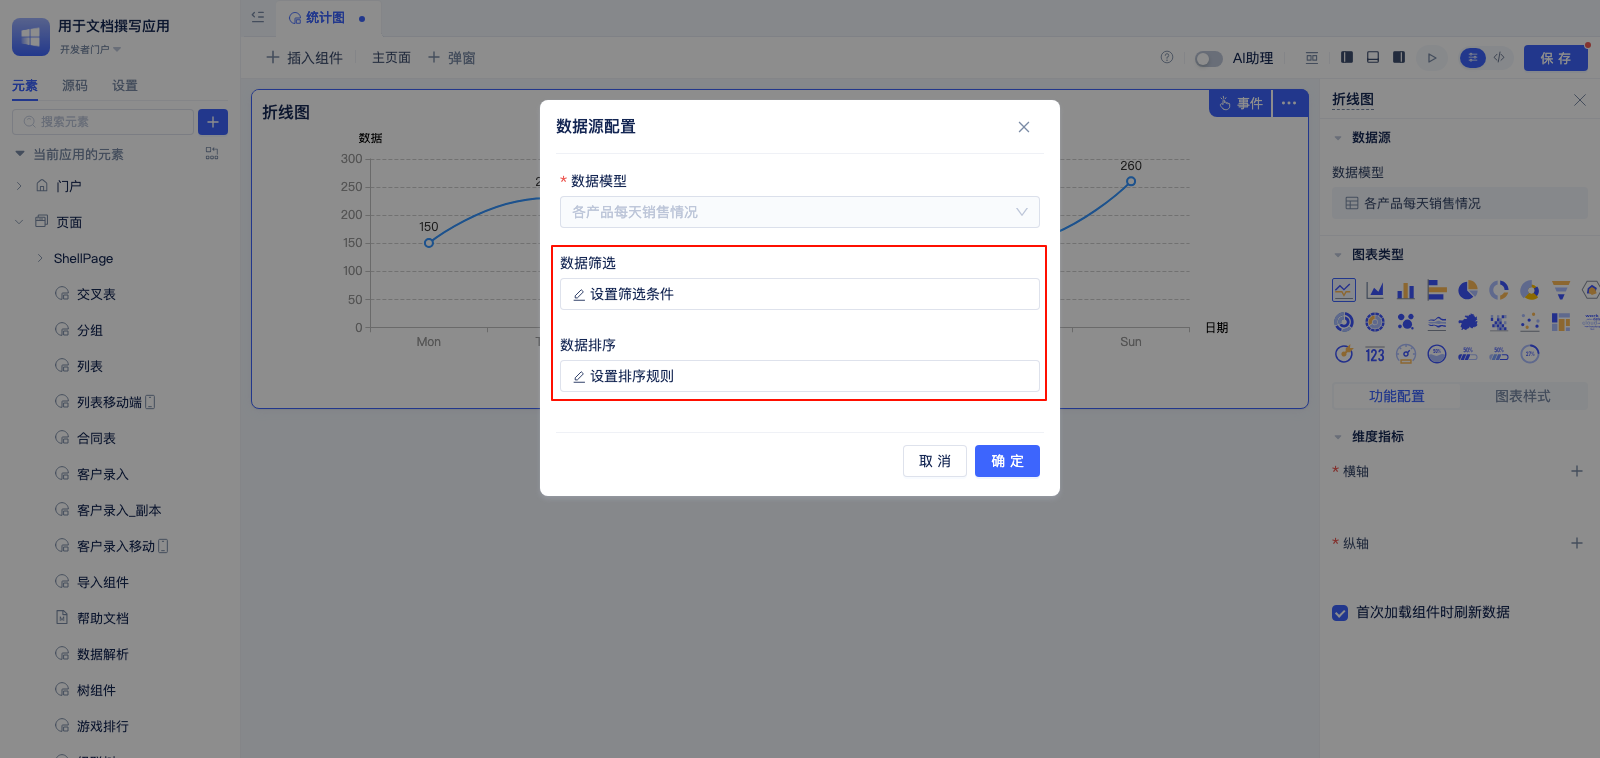 用于文档撰写应用
开发者门户
元素 源码 设置
搜索元素
当前应用的元素
门户
页面
ShellPage
交叉表
分组
列表
列表移动端
合同表
客户录入
客户录入_副本
客户录入移动
导入组件
帮助文档
数据解析
树组件
游戏排行
统计图
插入组件 主页面 弹窗
AI助理
保 存
折线图
事件
数据
300
250
200
150
100
50
0
150
260
Mon
Sun
日期
数据源配置
* 数据模型
各产品每天销售情况
数据筛选
设置筛选条件
数据排序
设置排序规则
取 消 确 定
折线图
数据源
数据模型
各产品每天销售情况
图表类型
123
功能配置 图表样式
维度指标
* 横轴
* 纵轴
首次加载组件时刷新数据